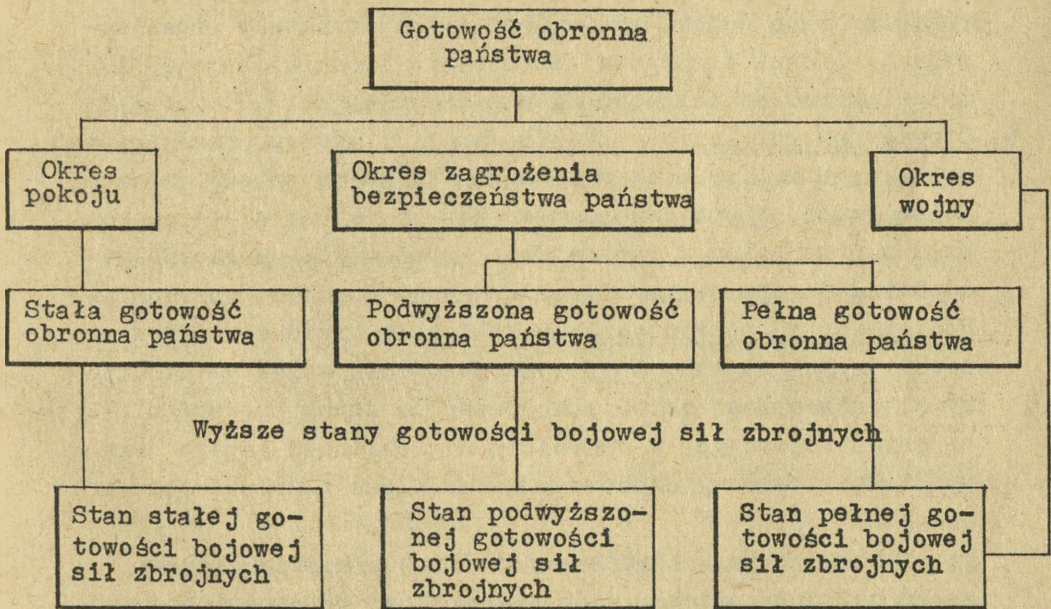 Gotowość obronna
państwa
Okres
pokoju
Okres zagrożenia
bezpieczeństwa państwa
Okres
wojny
Stała gotowość
obronna państwa
Podwyższona gotowość
obronna państwa
Pełna gotowość
obronna państwa
Wyższe stany gotowości bojowej sił zbrojnych
Stan stałej go-
towości bojowej
sił zbrojnych
Stan podwyższo-
nej gotowości
bojowej sił
zbrojnych
Stan pełnej go-
towości bojowej
sił zbrojnych